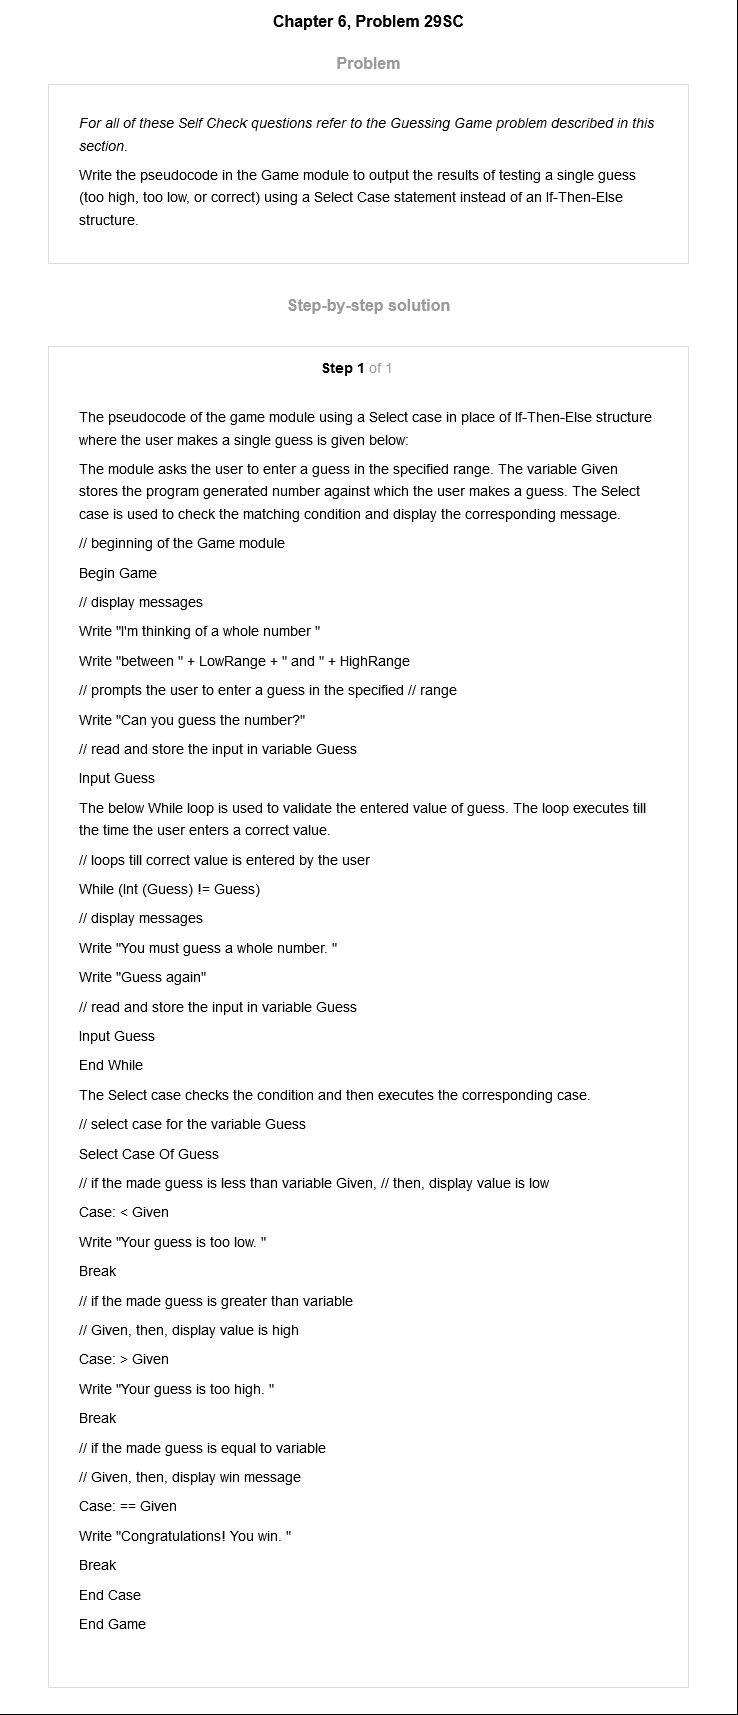 Chapter 6, Problem 29SC
Problem
For all of these Self Check questions refer to the Guessing Game problem described in this
section.
Write the pseudocode in the Game module to output the results of testing a single guess
(too high, too low, or correct) using a Select Case statement instead of an If-Then-Else
structure.
Step-by-step solution
Step 1 of 1
The pseudocode of the game module using a Select case in place of If-Then-Else structure
where the user makes a single guess is given below:
The module asks the user to enter a guess in the specified range. The variable Given
stores the program generated number against which the user makes a guess. The Select
case is used to check the matching condition and display the corresponding message.
// beginning of the Game module
Begin Game
// display messages
Write "I'm thinking of a whole number "
Write "between " + LowRange + " and " + HighRange
// prompts the user to enter a guess in the specified // range
Write "Can you guess the number?"
// read and store the input in variable Guess
Input Guess
The below While loop is used to validate the entered value of guess. The loop executes till
the time the user enters a correct value.
// loops till correct value is entered by the user
While (Int (Guess) != Guess)
// display messages
Write "You must guess a whole number. "
Write "Guess again"
// read and store the input in variable Guess
Input Guess
End While
The Select case checks the condition and then executes the corresponding case.
// select case for the variable Guess
Select Case Of Guess
// if the made guess is less than variable Given, // then, display value is low
Case: < Given
Write "Your guess is too low. "
Break
// if the made guess is greater than variable
// Given, then, display value is high
Case: > Given
Write "Your guess is too high. "
Break
// if the made guess is equal to variable
// Given, then, display win message
Case: == Given
Write "Congratulations! You win. "
Break
End Case
End Game